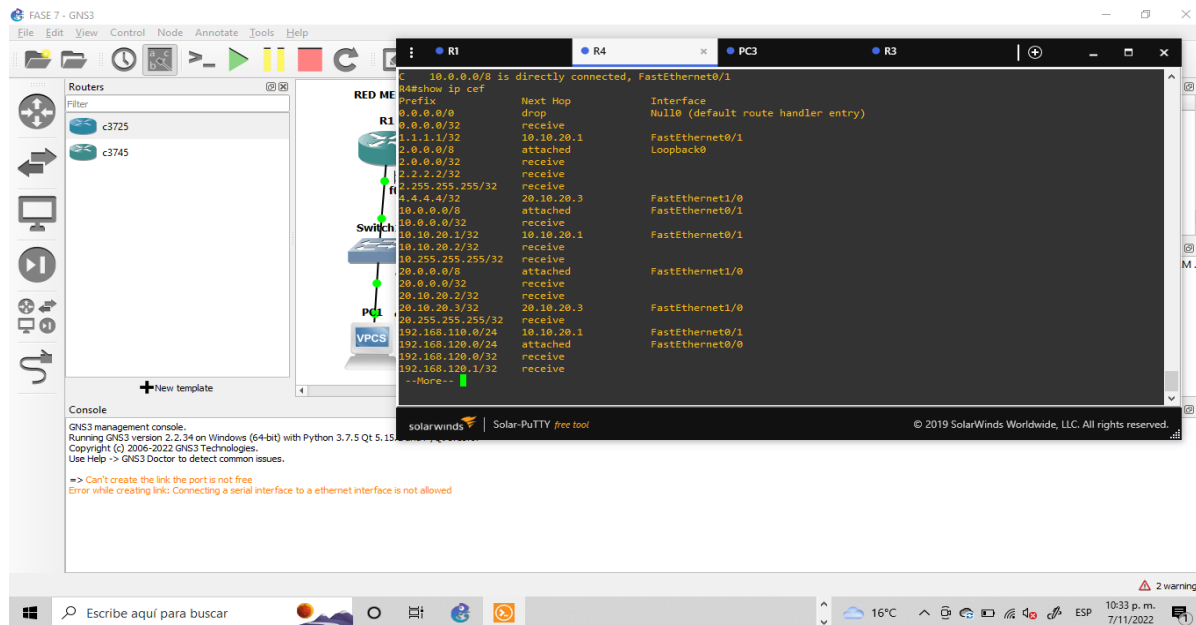 FASE 7 - GNS3
File Edit View Control Node Annotate Tools Help
Routers
Filter
c3725
c3745
New template
RED ME
R1
Switch
PC1
VPCS
R1 R4 × PC3 R3
C 10.0.0.0/8 is directly connected, FastEthernet0/1
R4#show ip cef
Prefix Next Hop Interface
0.0.0.0/0 drop Null0 (default route handler entry)
0.0.0.0/32 receive
1.1.1.1/32 10.10.20.1 FastEthernet0/1
2.0.0.0/8 attached Loopback0
2.0.0.0/32 receive
2.2.2.2/32 receive
2.255.255.255/32 receive
4.4.4.4/32 20.10.20.3 FastEthernet1/0
10.0.0.0/8 attached FastEthernet0/1
10.0.0.0/32 receive
10.10.20.1/32 10.10.20.1 FastEthernet0/1
10.10.20.2/32 receive
10.255.255.255/32 receive
20.0.0.0/8 attached FastEthernet1/0
20.0.0.0/32 receive
20.10.20.2/32 receive
20.10.20.3/32 20.10.20.3 FastEthernet1/0
20.255.255.255/32 receive
192.168.110.0/24 10.10.20.1 FastEthernet0/1
192.168.120.0/24 attached FastEthernet0/0
192.168.120.0/32 receive
192.168.120.1/32 receive
--More--
solarwinds Solar-PuTTY free tool © 2019 SolarWinds Worldwide, LLC. All rights reserved.
M.
Console
GNS3 management console.
Running GNS3 version 2.2.34 on Windows (64-bit) with Python 3.7.5 Qt 5.15.
Copyright (c) 2006-2022 GNS3 Technologies.
Use Help -> GNS3 Doctor to detect common issues.
=> Can't create the link the port is not free
Error while creating link: Connecting a serial interface to a ethernet interface is not allowed
2 warning
Escribe aquí para buscar
16°C
ESP
10:33 p. m.
7/11/2022
1